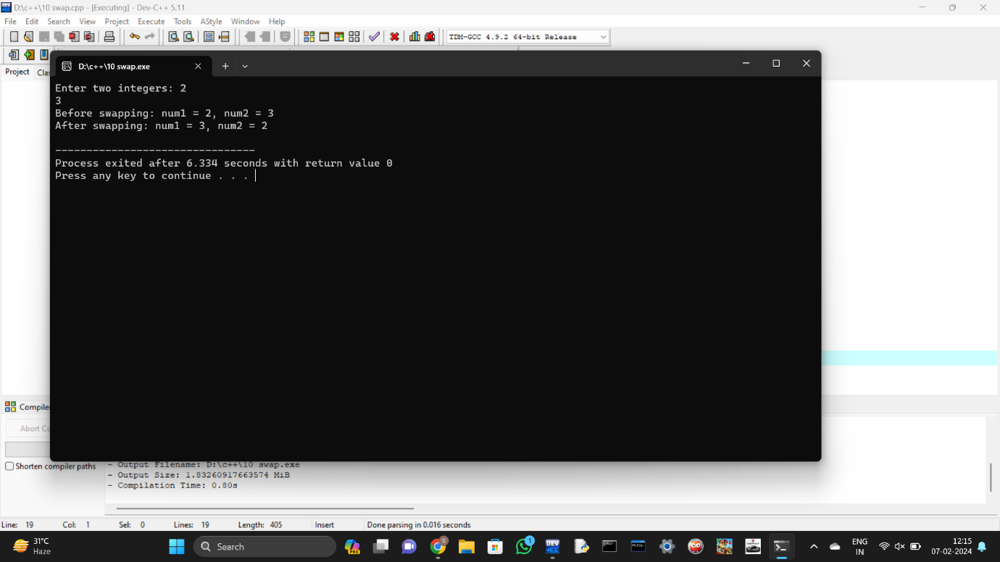 D:\c++\10 swap.cpp - [Executing] - Dev-C++ 5.11
File Edit Search View Project Execute Tools AStyle Window Help
TDM-GCC 4.9.2 64-bit Release
Project
D:\c++\10 swap.exe
Enter two integers: 2
3
Before swapping: num1 = 2, num2 = 3
After swapping: num1 = 3, num2 = 2
--------------------------------
Process exited after 6.334 seconds with return value 0
Press any key to continue . . .
Compiler
Abort
Shorten compiler paths
- Output Filename: D:\c++\10 swap.exe
- Output Size: 1.83260917663574 MiB
- Compilation Time: 0.80s
Line: 19 Col: 1 Sel: 0 Lines: 19 Length: 405 Insert Done parsing in 0.016 seconds
31°C
Haze
Search
PRE
S
1
DEV
MySQL
ENG
IN
12:15
07-02-2024